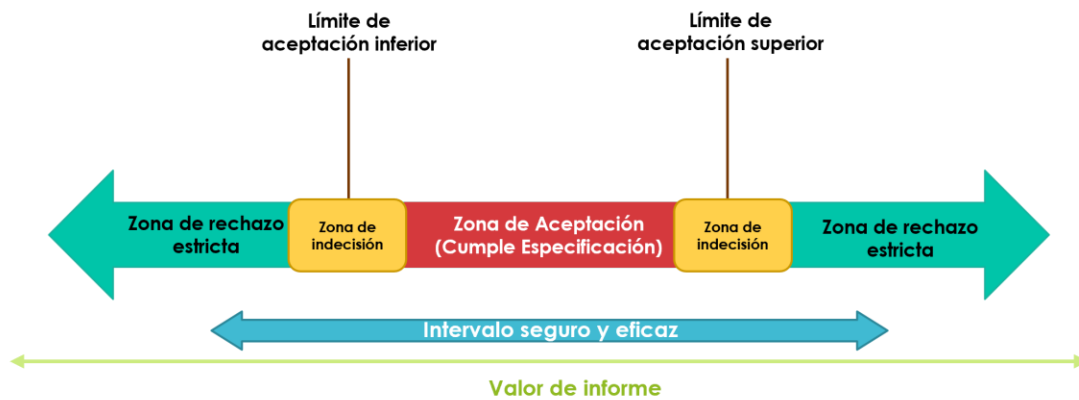 Límite de
aceptación inferior
Límite de
aceptación superior
Zona de rechazo
estricta
Zona de
indecisión
Zona de Aceptación
(Cumple Especificación)
Zona de
indecisión
Zona de rechazo
estricta
Intervalo seguro y eficaz
Valor de informe